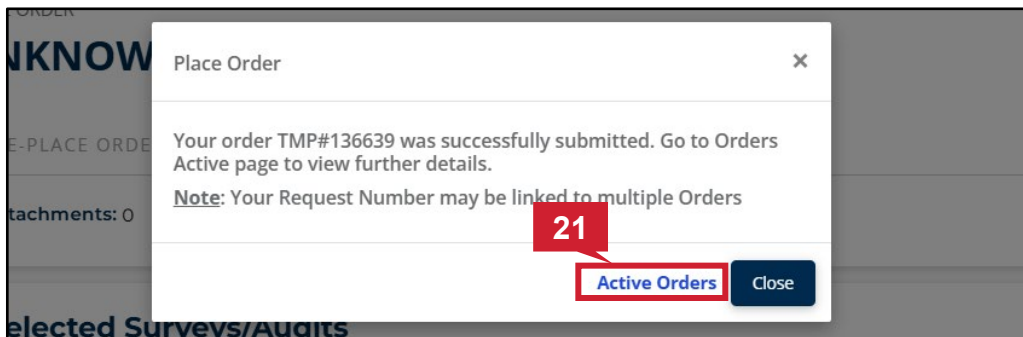 NKNOW
Place Order ×
E-PLACE ORDE
Your order TMP#136639 was successfully submitted. Go to Orders
Active page to view further details.
Note: Your Request Number may be linked to multiple Orders
tachments: 0
21
Active Orders Close
elected Surveys/Audits